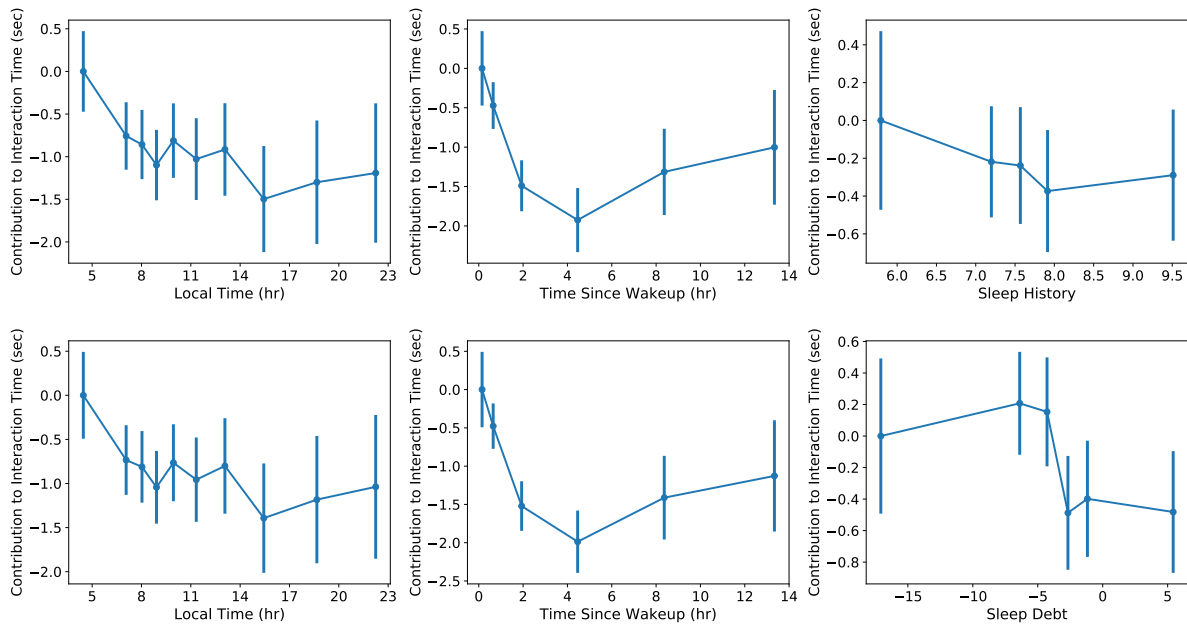 Contribution to Interaction Time (sec)
0.5
0.0
−0.5
−1.0
−1.5
−2.0
5 8 11 14 17 20 23
Local Time (hr)
Contribution to Interaction Time (sec)
0.5
0.0
−0.5
−1.0
−1.5
−2.0
0 2 4 6 8 10 12 14
Time Since Wakeup (hr)
Contribution to Interaction Time (sec)
0.4
0.2
0.0
−0.2
−0.4
−0.6
6.0 6.5 7.0 7.5 8.0 8.5 9.0 9.5
Sleep History
Contribution to Interaction Time (sec)
0.5
0.0
−0.5
−1.0
−1.5
−2.0
5 8 11 14 17 20 23
Local Time (hr)
Contribution to Interaction Time (sec)
0.5
0.0
−0.5
−1.0
−1.5
−2.0
−2.5
0 2 4 6 8 10 12 14
Time Since Wakeup (hr)
Contribution to Interaction Time (sec)
0.6
0.4
0.2
0.0
−0.2
−0.4
−0.6
−0.8
−15 −10 −5 0 5
Sleep Debt